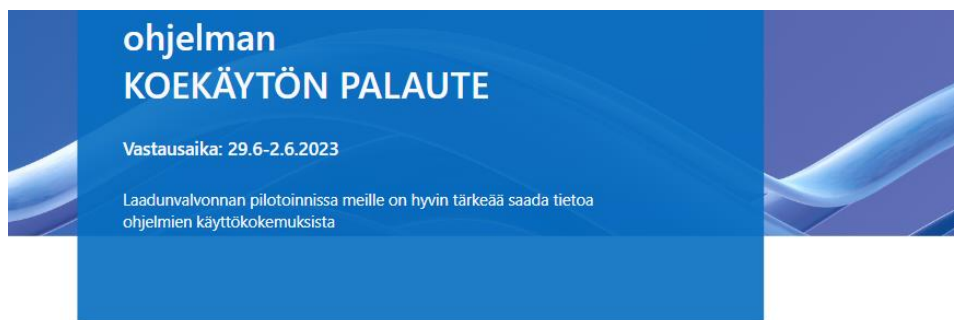 ohjelman
KOEKÄYTÖN PALAUTE
Vastausaika: 29.6-2.6.2023
Laadunvalvonnan pilotoinnissa meille on hyvin tärkeää saada tietoa
ohjelmien käyttökokemuksista